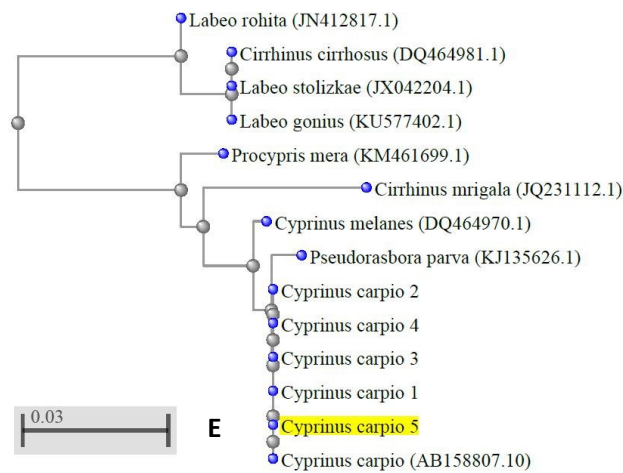 Labeo rohita (JN412817.1)
Cirrhinus cirrhosus (DQ464981.1)
Labeo stolizkae (JX042204.1)
Labeo gonius (KU577402.1)
Procypris mera (KM461699.1)
Cirrhinus mrigala (JQ231112.1)
Cyprinus melanes (DQ464970.1)
Pseudorasbora parva (KJ135626.1)
Cyprinus carpio 2
Cyprinus carpio 4
Cyprinus carpio 3
Cyprinus carpio 1
Cyprinus carpio 5
Cyprinus carpio (AB158807.10)
0.03
E